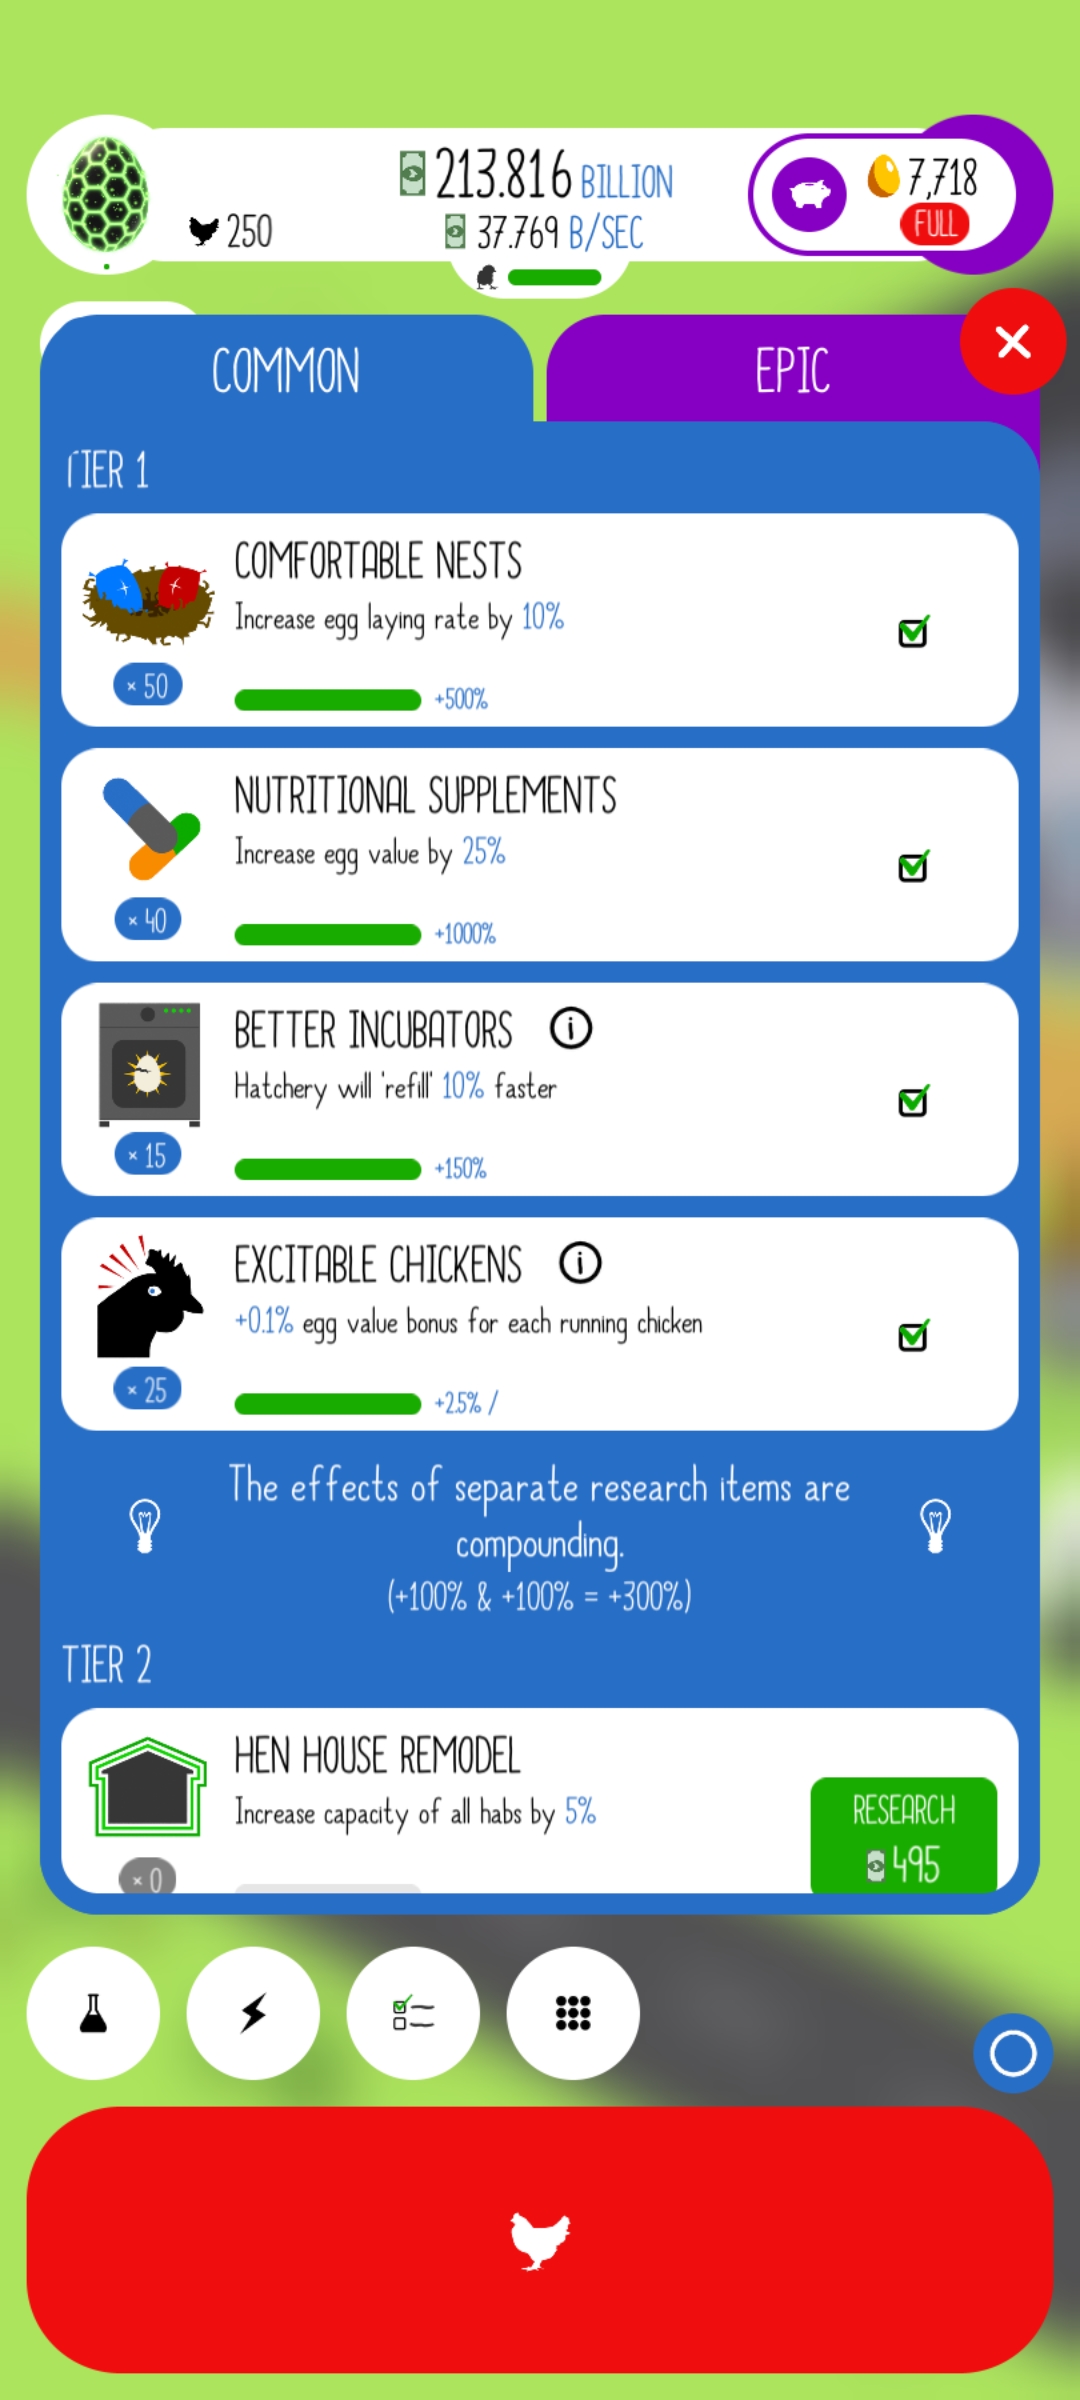 213.816 BILLION
250
37.769 B/SEC
7,718
FULL
COMMON
EPIC
TIER 1
COMFORTABLE NESTS
Increase egg laying rate by 10%
× 50
+500%
NUTRITIONAL SUPPLEMENTS
Increase egg value by 25%
× 40
+1000%
BETTER INCUBATORS
Hatchery will 'refill' 10% faster
× 15
+150%
EXCITABLE CHICKENS
+0.1% egg value bonus for each running chicken
× 25
+2.5% /
The effects of separate research items are
compounding.
(+100% & +100% = +300%)
TIER 2
HEN HOUSE REMODEL
Increase capacity of all habs by 5%
RESEARCH
495
× 0